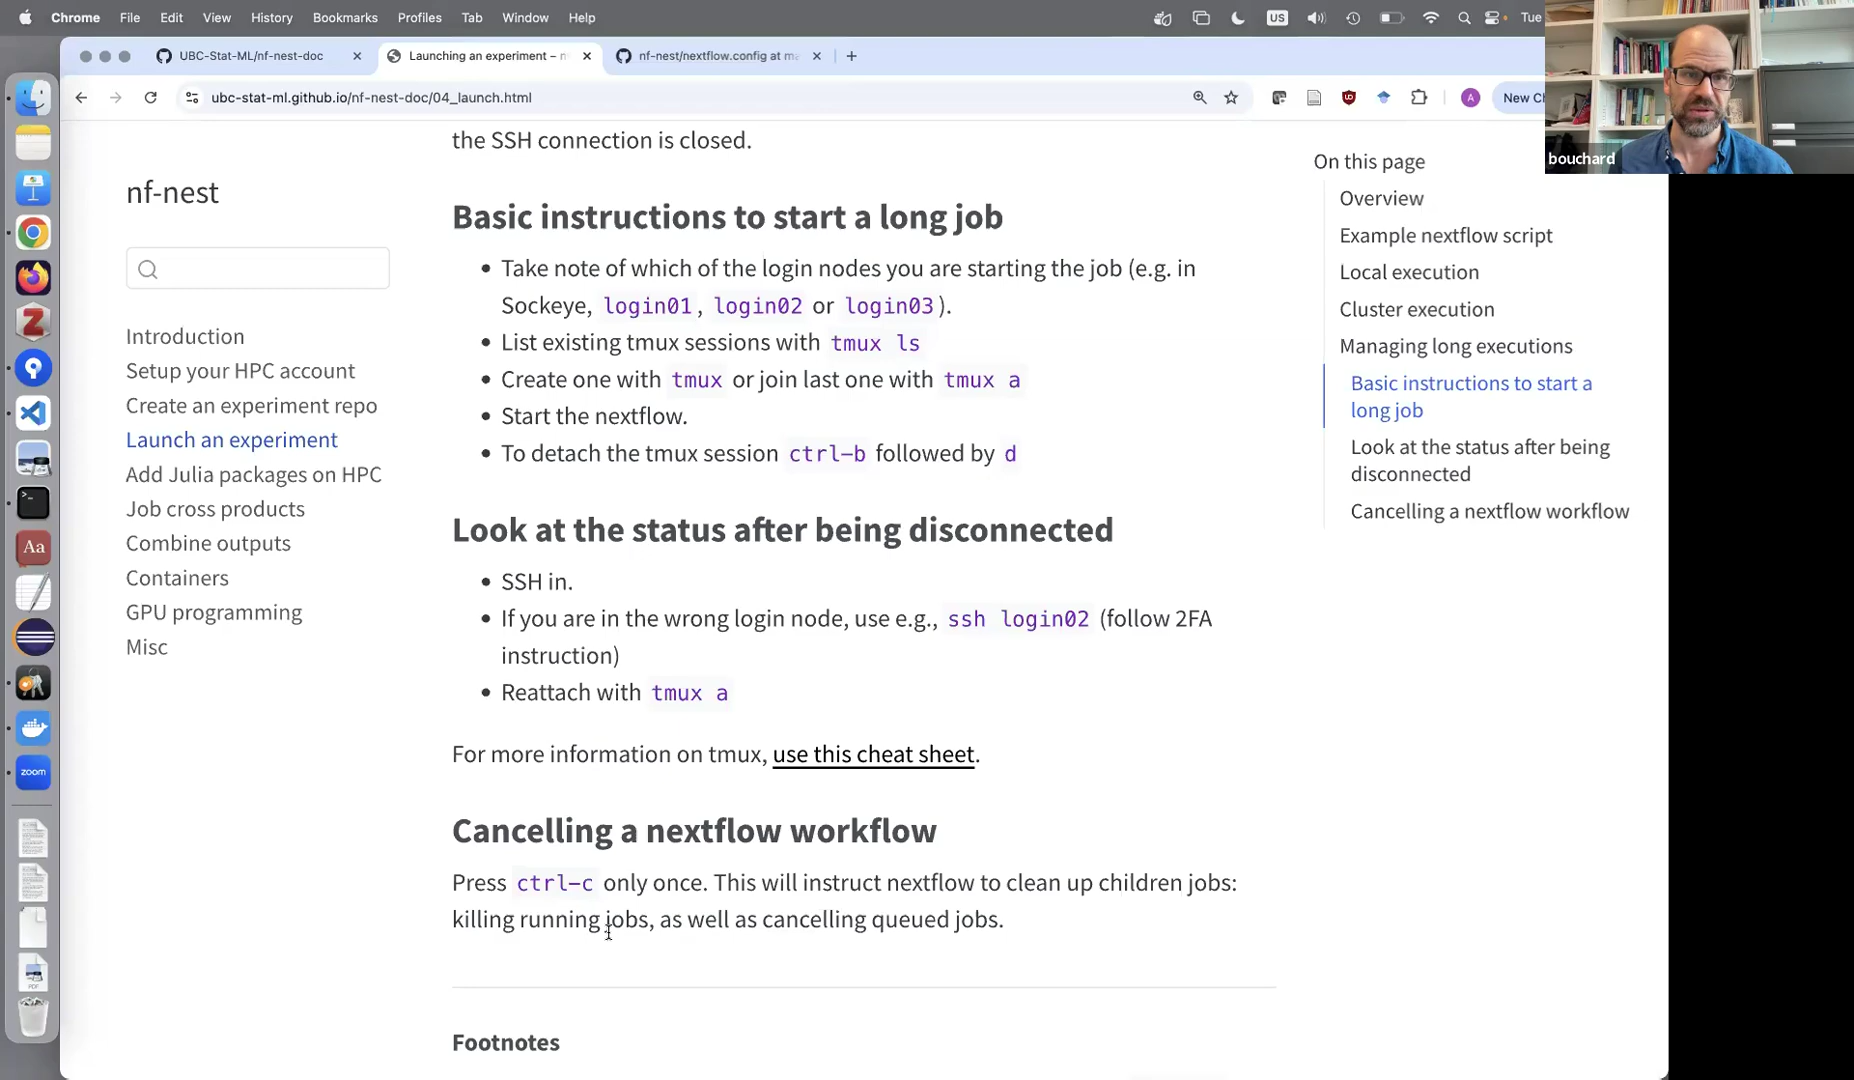 Chrome File Edit View History Bookmarks Profiles Tab Window Help US Tue
UBC-Stat-ML/nf-nest-doc
Launching an experiment – n
nf-nest/nextflow.config at ma
ubc-stat-ml.github.io/nf-nest-doc/04_launch.html
A
New Ch
bouchard
Aa
zoom
PDF
nf-nest
Introduction
Setup your HPC account
Create an experiment repo
Launch an experiment
Add Julia packages on HPC
Job cross products
Combine outputs
Containers
GPU programming
Misc
the SSH connection is closed.
Basic instructions to start a long job
• Take note of which of the login nodes you are starting the job (e.g. in
Sockeye, login01, login02 or login03).
• List existing tmux sessions with tmux ls
• Create one with tmux or join last one with tmux a
• Start the nextflow.
• To detach the tmux session ctrl-b followed by d
Look at the status after being disconnected
• SSH in.
• If you are in the wrong login node, use e.g., ssh login02 (follow 2FA
instruction)
• Reattach with tmux a
For more information on tmux, use this cheat sheet.
Cancelling a nextflow workflow
Press ctrl-c only once. This will instruct nextflow to clean up children jobs:
killing running jobs, as well as cancelling queued jobs.
Footnotes
On this page
Overview
Example nextflow script
Local execution
Cluster execution
Managing long executions
Basic instructions to start a
long job
Look at the status after being
disconnected
Cancelling a nextflow workflow